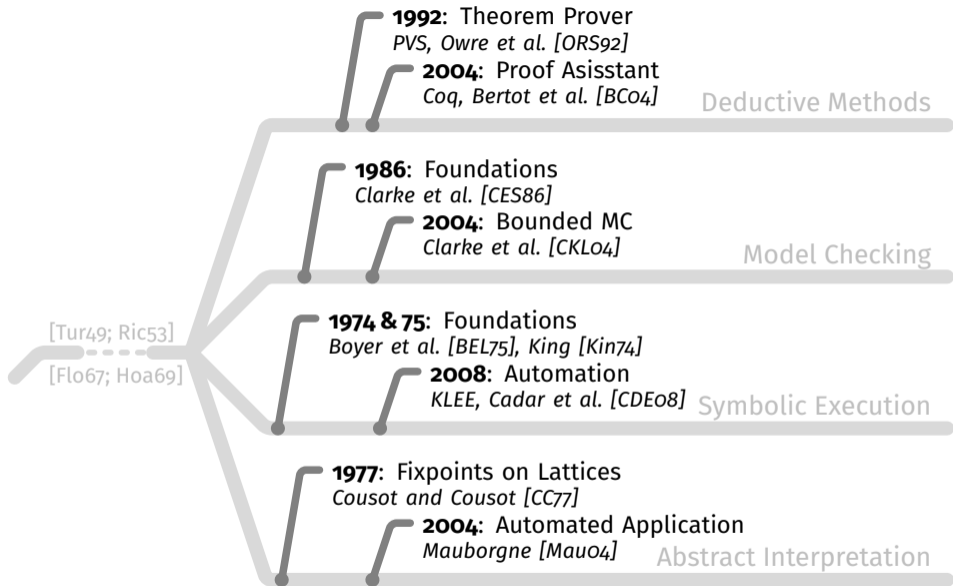 1992: Theorem Prover
PVS, Owre et al. [ORS92]
2004: Proof Asisstant
Coq, Bertot et al. [BC04]
Deductive Methods
1986: Foundations
Clarke et al. [CES86]
2004: Bounded MC
Clarke et al. [CKL04]
Model Checking
[Tur49; Ric53]
[Flo67; Hoa69]
1974 & 75: Foundations
Boyer et al. [BEL75], King [Kin74]
2008: Automation
KLEE, Cadar et al. [CDE08]
Symbolic Execution
1977: Fixpoints on Lattices
Cousot and Cousot [CC77]
2004: Automated Application
Mauborgne [Mau04]
Abstract Interpretation